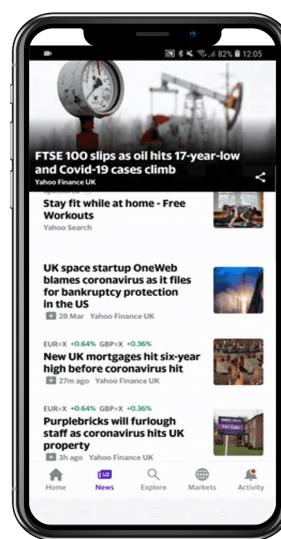 82% 12:05
FTSE 100 slips as oil hits 17-year-low
and Covid-19 cases climb
Yahoo Finance UK
Stay fit while at home - Free
Workouts
Yahoo Search
UK space startup OneWeb
blames coronavirus as it files
for bankruptcy protection
in the US
28 Mar Yahoo Finance UK
EUR=X +0.64% GBP=X +0.36%
New UK mortgages hit six-year
high before coronavirus hit
27m ago Yahoo Finance UK
EUR=X +0.64% GBP=X +0.36%
Purplebricks will furlough
staff as coronavirus hits UK
property
3h ago Yahoo Finance UK
Home News Explore Markets Activity